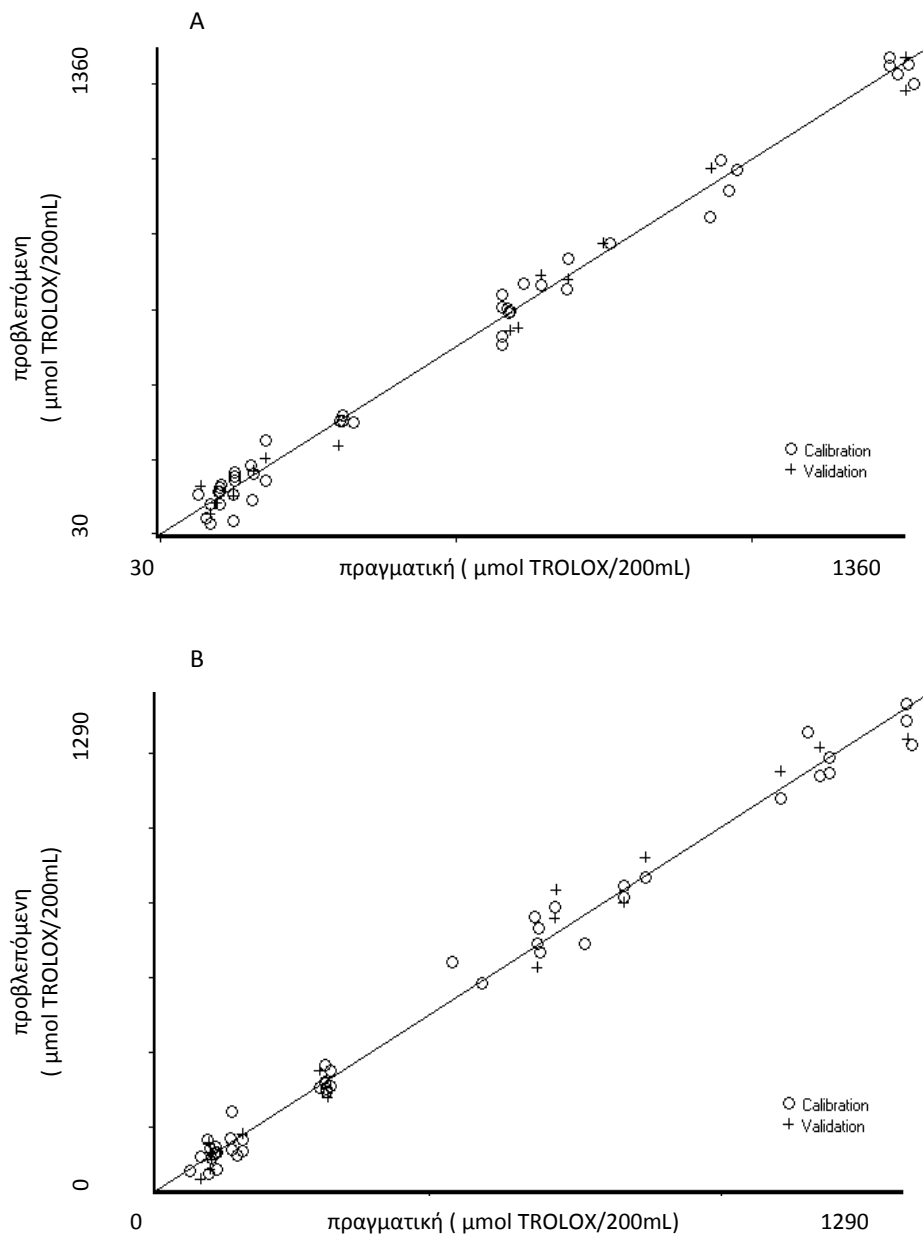 A
1360
προβλεπόμενη
( μmol TROLOX/200mL)
Calibration
Validation
30
30
πραγματική ( μmol TROLOX/200mL)
1360
B
1290
προβλεπόμενη
( μmol TROLOX/200mL)
Calibration
Validation
0
0
πραγματική ( μmol TROLOX/200mL)
1290